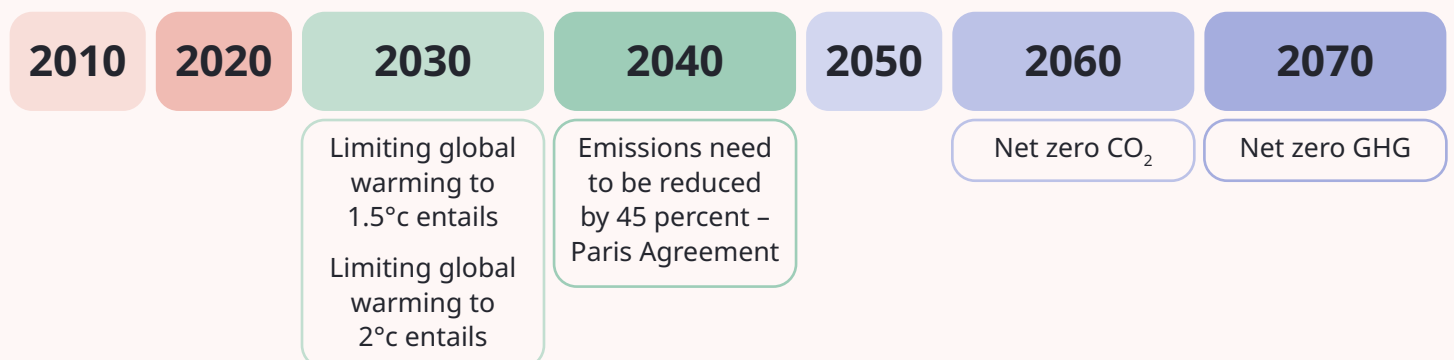 2010 2020 2030 2040 2050 2060 2070
Limiting global
warming to
1.5°c entails
Limiting global
warming to
2°c entails
Emissions need
to be reduced
by 45 percent –
Paris Agreement
Net zero CO₂
Net zero GHG